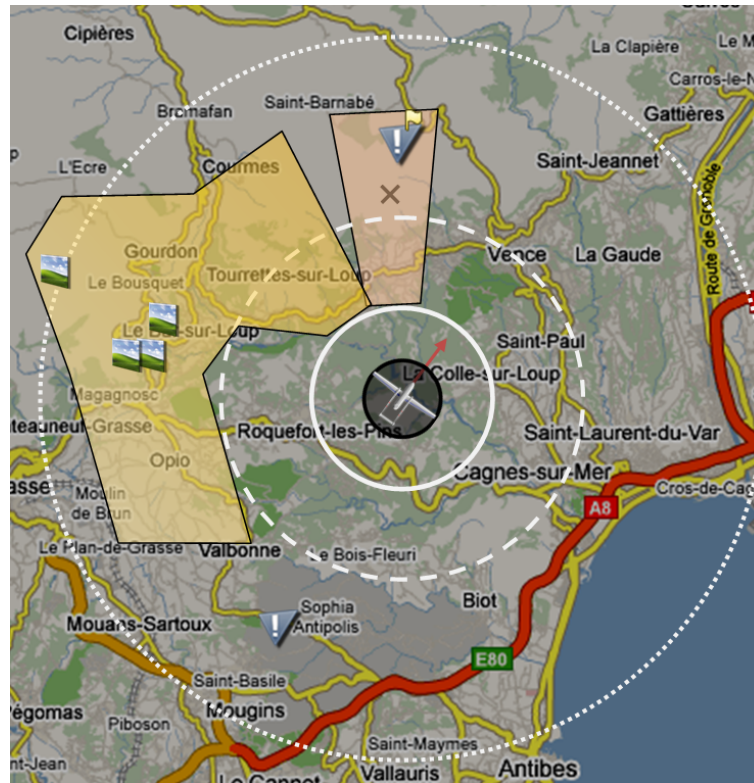 Cipières
La Clapière
Le M
Carros-le-N
Bramafan
Saint-Barnabé
Gattières
L'Ecre
Courmes
Saint-Jeannet
Route de Grenoble
Gourdon
Vence
La Gaude
Le Bousquet
Tourrettes-sur-Loup
Le Bar-sur-Loup
Saint-Paul
La Colle-sur-Loup
Magagnosc
ateauneuf-Grasse
Roquefort-les-Pins
Saint-Laurent-du-Var
Opio
Cagnes-sur-Mer
asse
Moulin
de Brun
Cros-de-Cag
A8
Le Plan-de-Grasse
Valbonne
Le Bois-Fleuri
Sophia
Antipolis
Biot
Mouans-Sartoux
E80
Saint-Basile
Mougins
Pégomas
Piboson
Saint-Maymes
nt-Jean
Le Cannet
Vallauris
Antibes